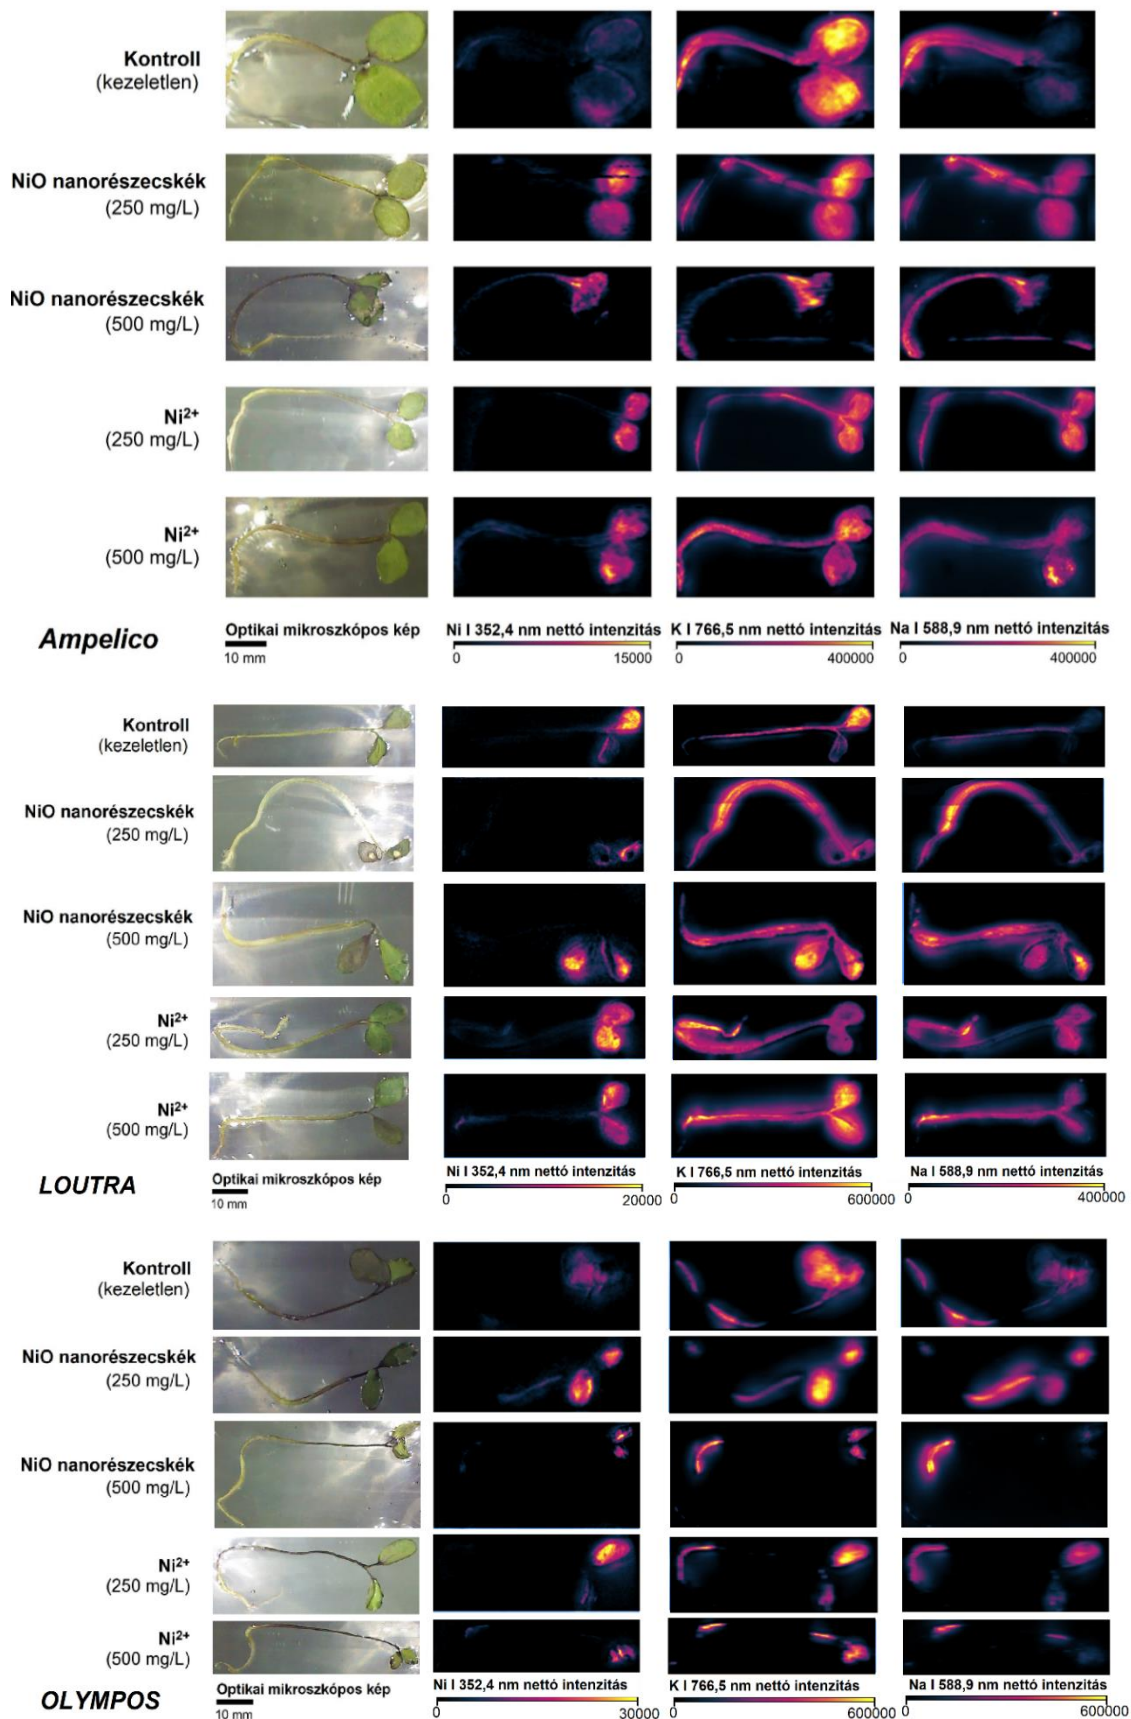 Kontroll
(kezeletlen)
NiO nanorészecskék
(250 mg/L)
NiO nanorészecskék
(500 mg/L)
Ni²⁺
(250 mg/L)
Ni²⁺
(500 mg/L)
Ampelico
Optikai mikroszkópos kép
10 mm
Ni I 352,4 nm nettó intenzitás
0 15000
K I 766,5 nm nettó intenzitás
0 400000
Na I 588,9 nm nettó intenzitás
0 400000
Kontroll
(kezeletlen)
NiO nanorészecskék
(250 mg/L)
NiO nanorészecskék
(500 mg/L)
Ni²⁺
(250 mg/L)
Ni²⁺
(500 mg/L)
LOUTRA
Optikai mikroszkópos kép
10 mm
Ni I 352,4 nm nettó intenzitás
0 20000
K I 766,5 nm nettó intenzitás
0 600000
Na I 588,9 nm nettó intenzitás
0 400000
Kontroll
(kezeletlen)
NiO nanorészecskék
(250 mg/L)
NiO nanorészecskék
(500 mg/L)
Ni²⁺
(250 mg/L)
Ni²⁺
(500 mg/L)
OLYMPOS
Optikai mikroszkópos kép
10 mm
Ni I 352,4 nm nettó intenzitás
0 30000
K I 766,5 nm nettó intenzitás
0 600000
Na I 588,9 nm nettó intenzitás
0 600000